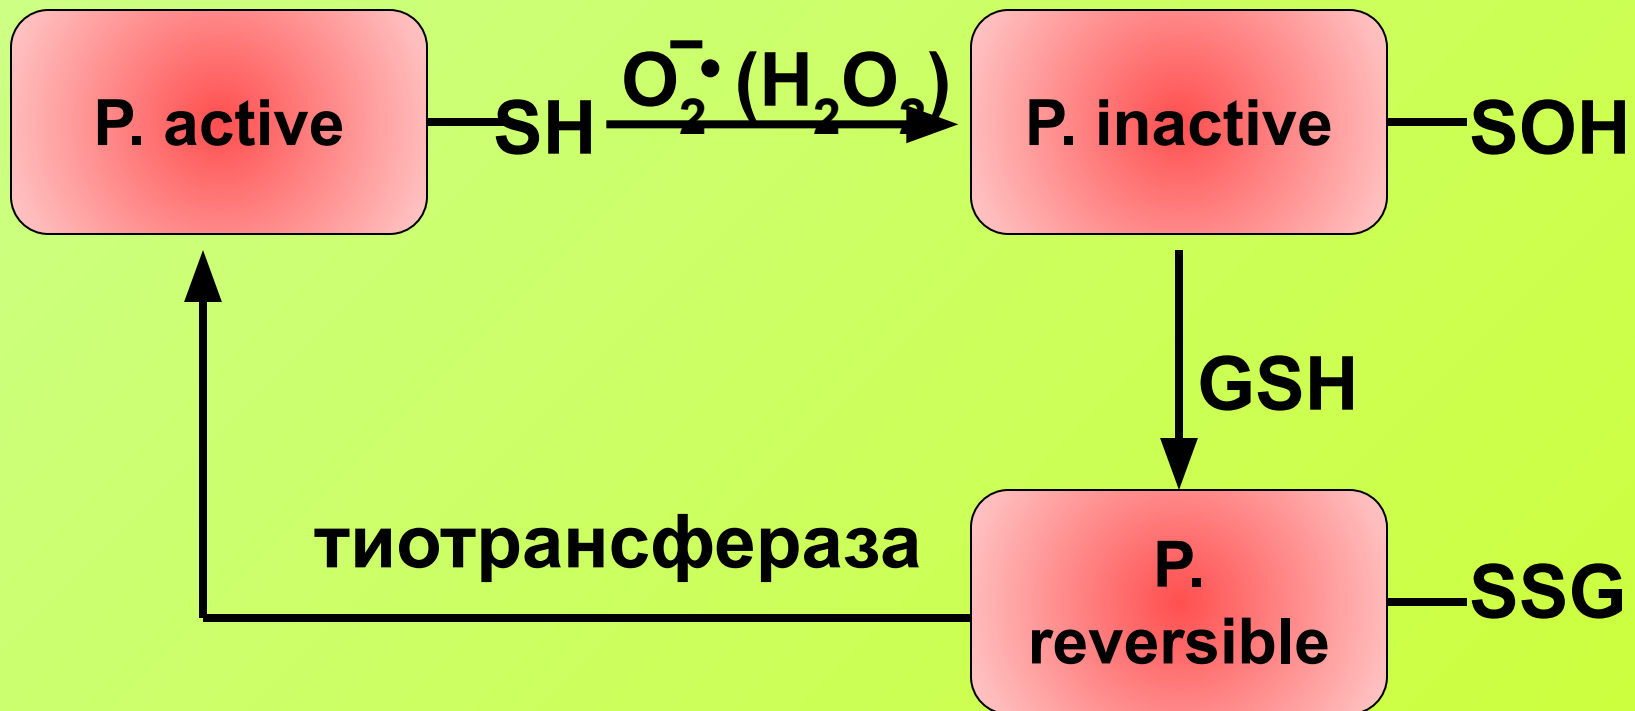 P. active
SH
O₂⁻• (H₂O₂)
P. inactive
SOH
GSH
тиотрансфераза
P.
reversible
SSG